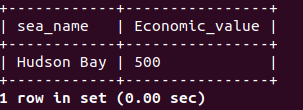 +------------+----------------+
| sea_name   | Economic_value |
+------------+----------------+
| Hudson Bay | 500            |
+------------+----------------+
1 row in set (0.00 sec)